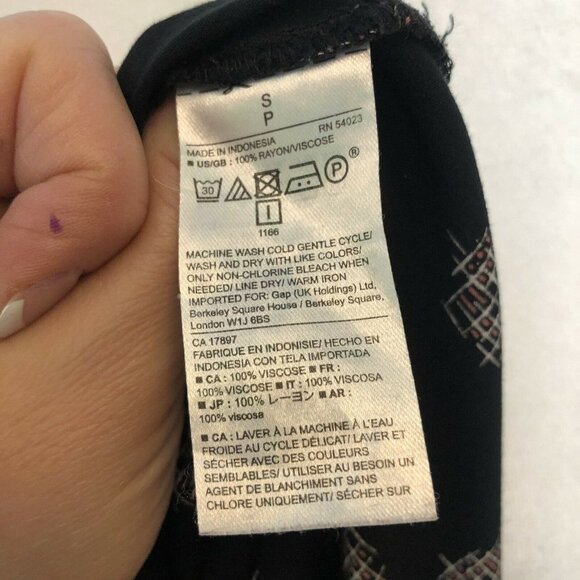 S
P
MADE IN INDONESIA RN 54023
■ US/GB: 100% RAYON/VISCOSE
30 P ®
I
1166
MACHINE WASH COLD GENTLE CYCLE/
WASH AND DRY WITH LIKE COLORS/
ONLY NON-CHLORINE BLEACH WHEN
NEEDED/ LINE DRY/ WARM IRON
IMPORTED FOR: Gap (UK Holdings) Ltd,
Berkeley Square House / Berkeley Square,
London W1J 6BS
CA 17897
FABRIQUE EN INDONISIE/ HECHO EN
INDONESIA CON TELA IMPORTADA
■ CA: 100% VISCOSE ■ FR :
100% VISCOSE ■ IT : 100% VISCOSA
■ JP : 100% レーヨン ■ AR :
100% viscosa
■ CA : LAVER À LA MACHINE À L'EAU
FROIDE AU CYCLE DÉLICAT/ LAVER ET
SÉCHER AVEC DES COULEURS
SEMBLABLES/ UTILISER AU BESOIN UN
AGENT DE BLANCHIMENT SANS
CHLORE UNIQUEMENT/ SÉCHER SUR